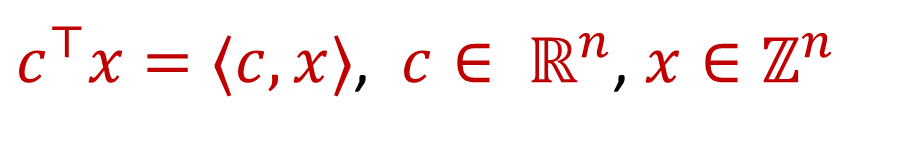 c⊤x = ⟨c, x⟩, c ∈ ℝⁿ, x ∈ ℤⁿ